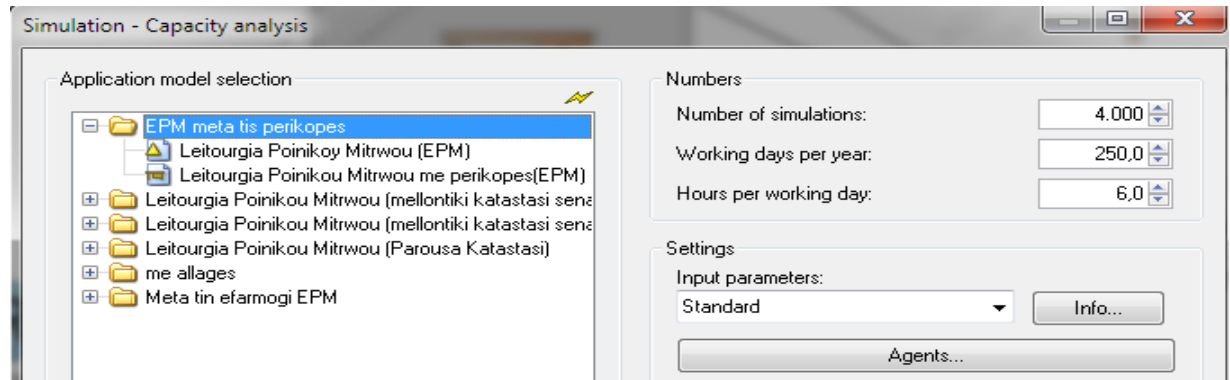 Simulation - Capacity analysis
Application model selection
EPM meta tis perikopes
Leitourgia Poinikoy Mitrwou (EPM)
Leitourgia Poinikou Mitrwou me perikopes(EPM)
Leitourgia Poinikou Mitrwou (mellontiki katastasi sena
Leitourgia Poinikou Mitrwou (mellontiki katastasi sena
Leitourgia Poinikou Mitrwou (Parousa Katastasi)
me allages
Meta tin efarmogi EPM
Numbers
Number of simulations: 4.000
Working days per year: 250,0
Hours per working day: 6,0
Settings
Input parameters:
Standard Info...
Agents...